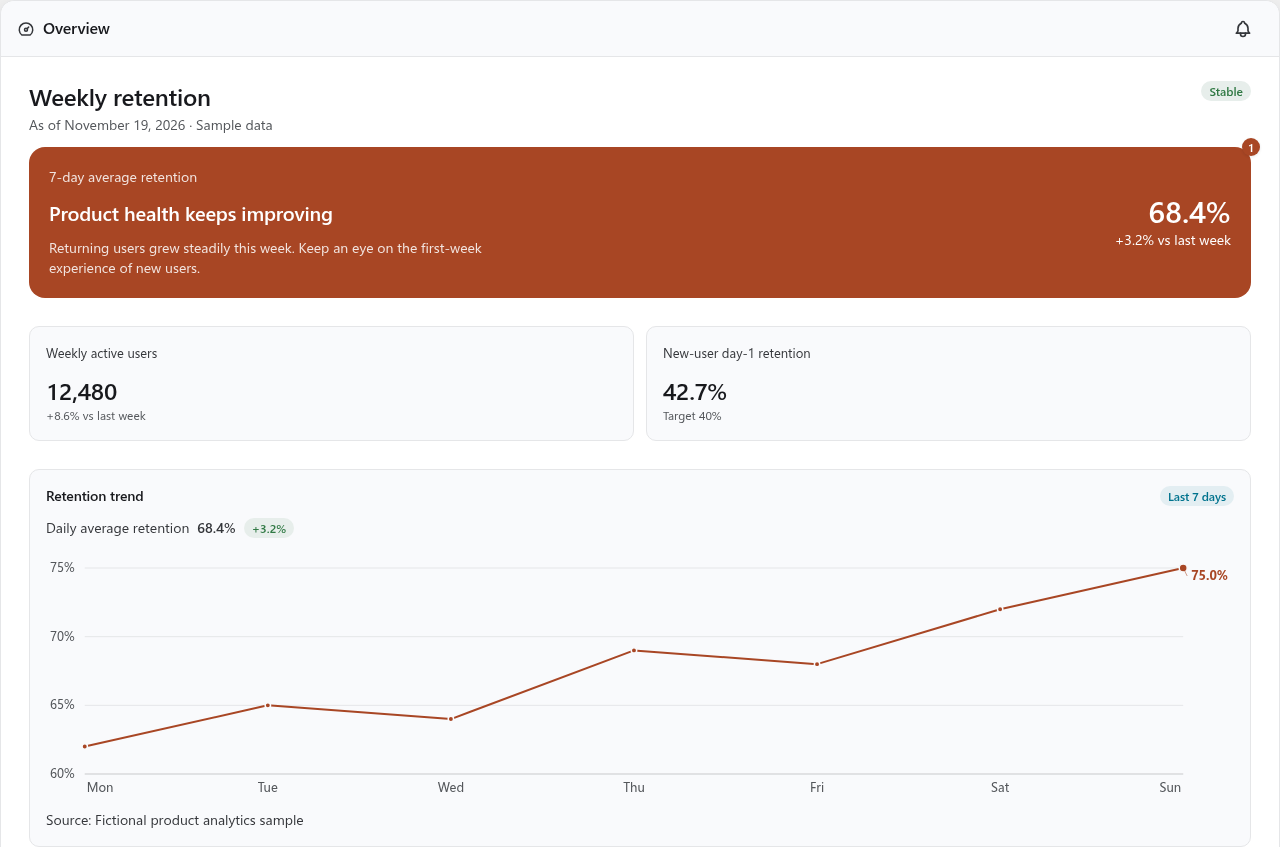 Overview
Weekly retention
Stable
As of November 19, 2026 · Sample data
1
7-day average retention
Product health keeps improving
68.4%
Returning users grew steadily this week. Keep an eye on the first-week
experience of new users.
+3.2% vs last week
Weekly active users
12,480
+8.6% vs last week
New-user day-1 retention
42.7%
Target 40%
Retention trend
Last 7 days
Daily average retention 68.4% +3.2%
75%
75.0%
70%
65%
60%
Mon Tue Wed Thu Fri Sat Sun
Source: Fictional product analytics sample